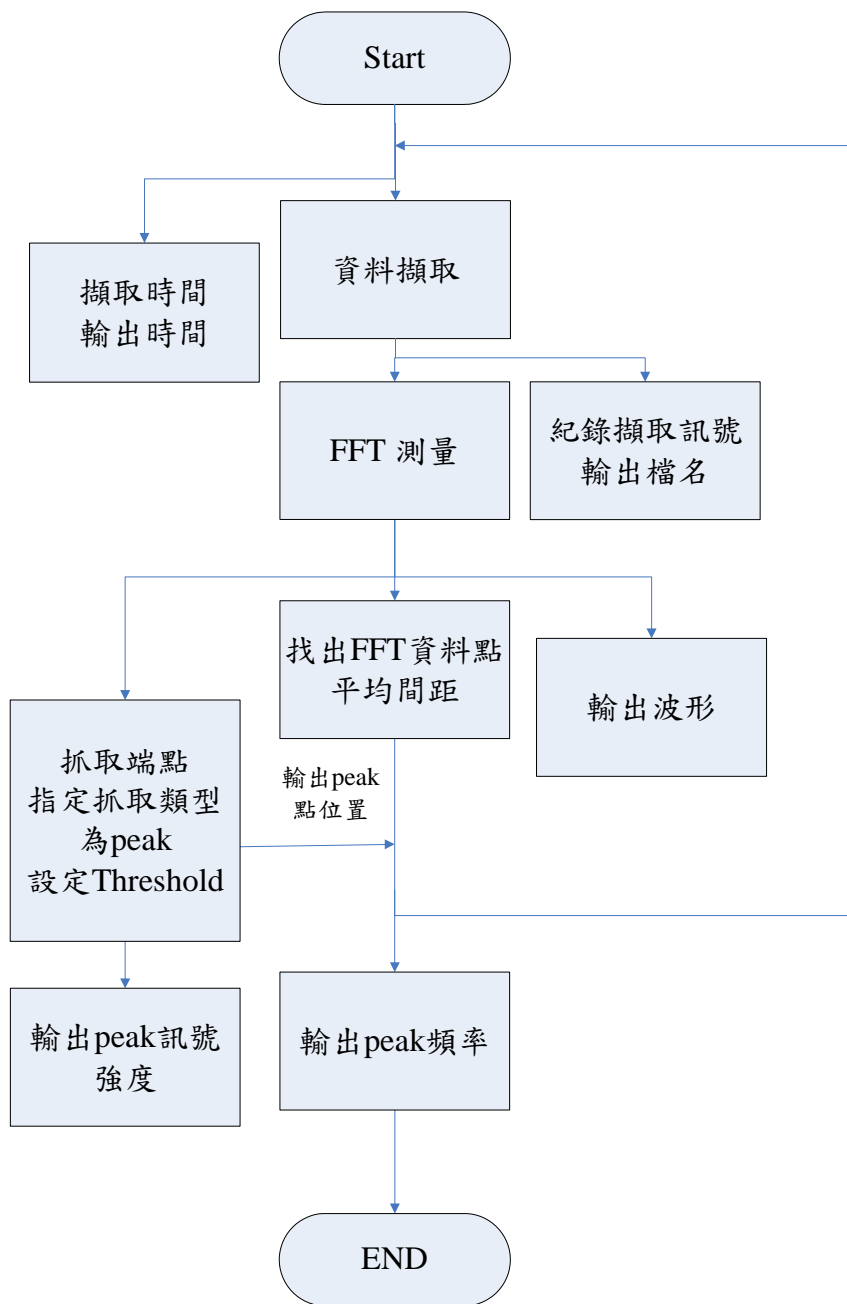 Start
擷取時間
輸出時間
資料擷取
FFT 測量
紀錄擷取訊號
輸出檔名
找出FFT資料點
平均間距
輸出波形
抓取端點
指定抓取類型
為peak
設定Threshold
輸出peak
點位置
輸出peak訊號
強度
輸出peak頻率
END